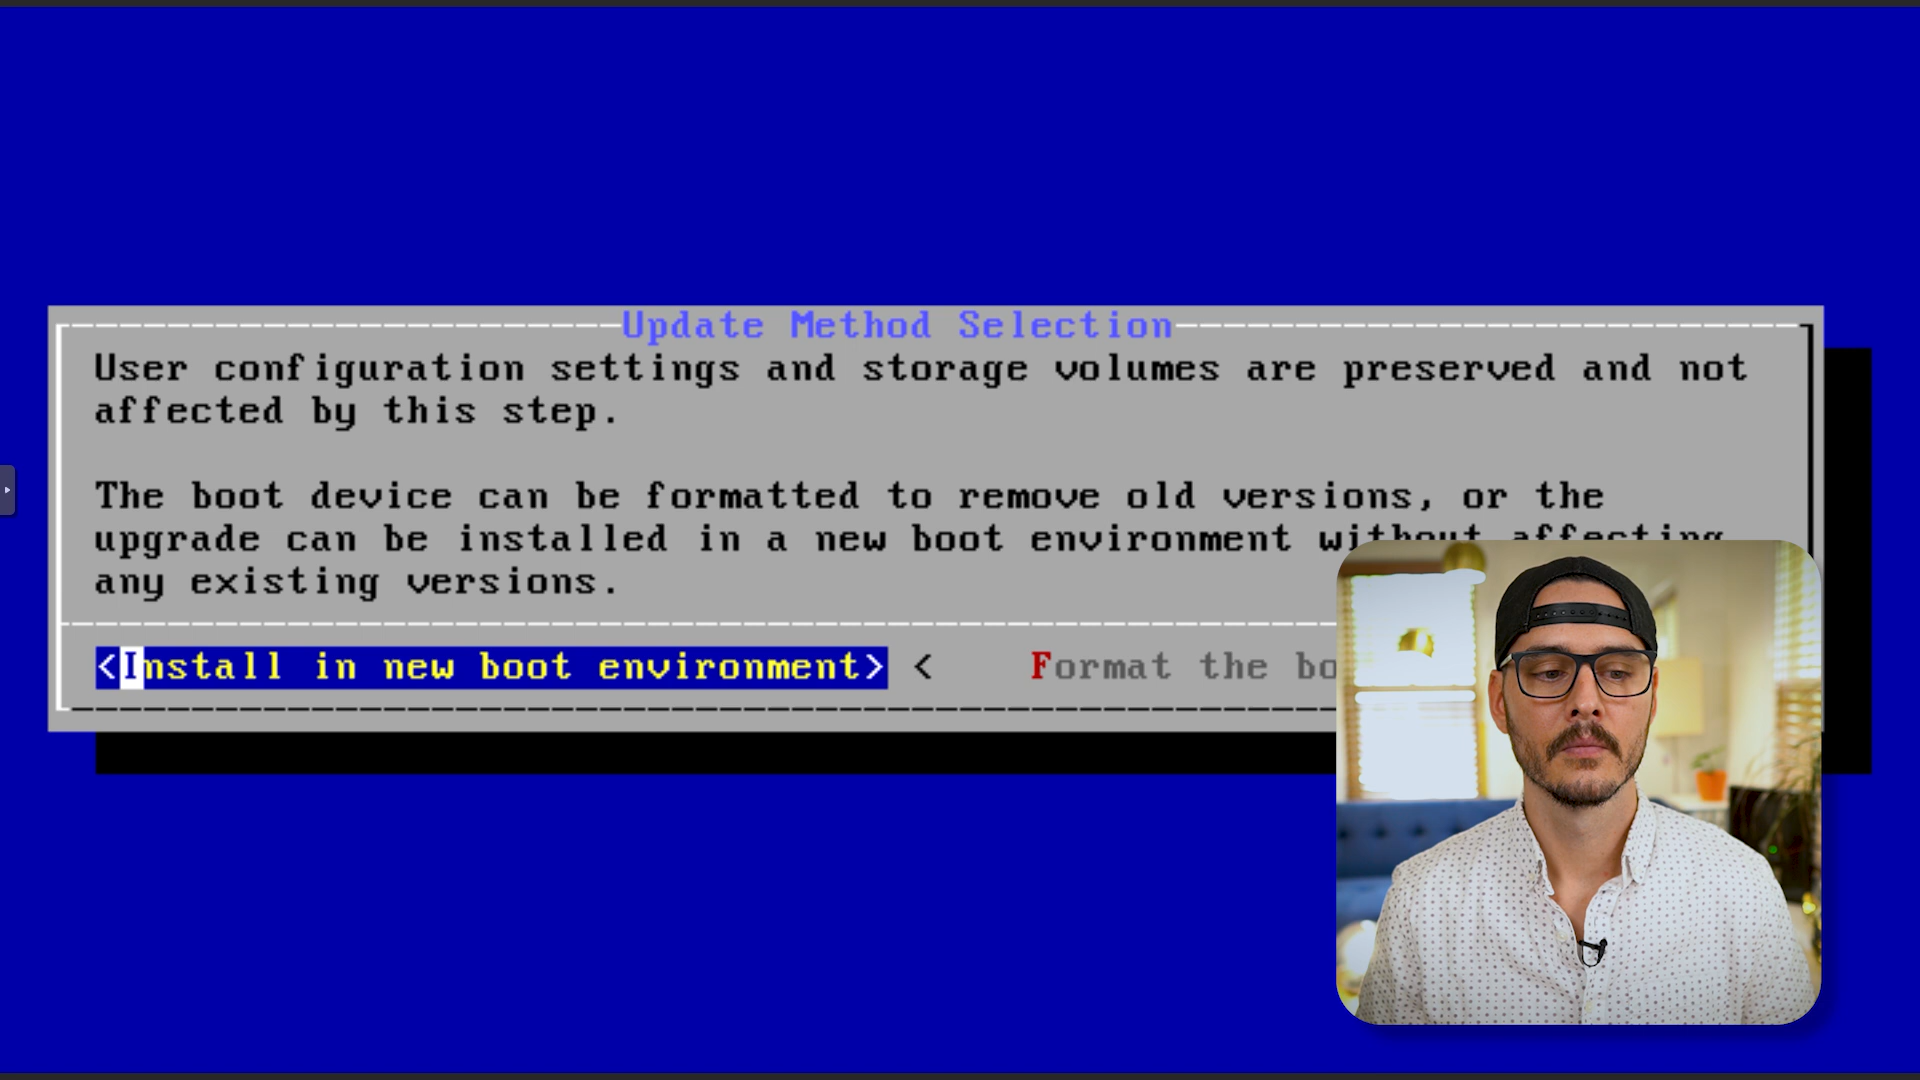 Update Method Selection
User configuration settings and storage volumes are preserved and not
affected by this step.
The boot device can be formatted to remove old versions, or the
upgrade can be installed in a new boot environment without affecting
any existing versions.
<Install in new boot environment> < Format the bo